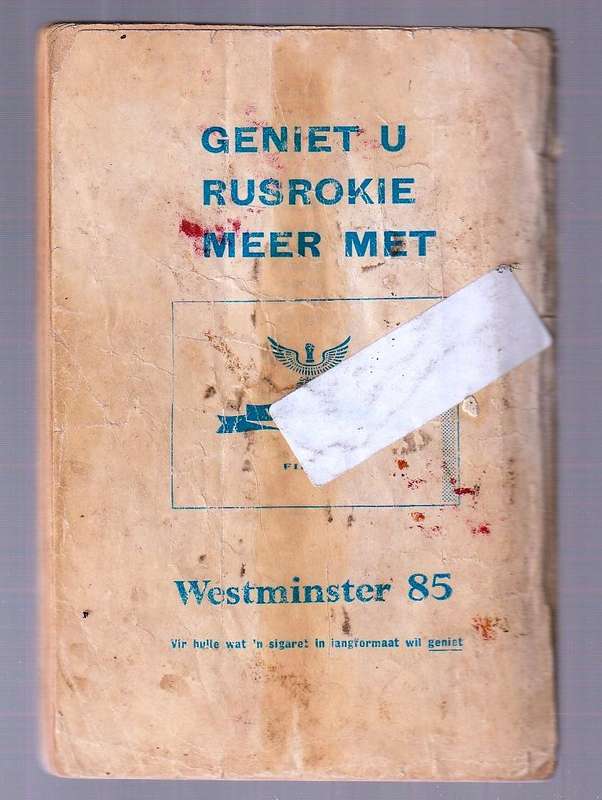 GENIET U
RUSROKIE
MEER MET
Westminster 85
Vir hulle wat 'n sigaret in langformaat wil geniet